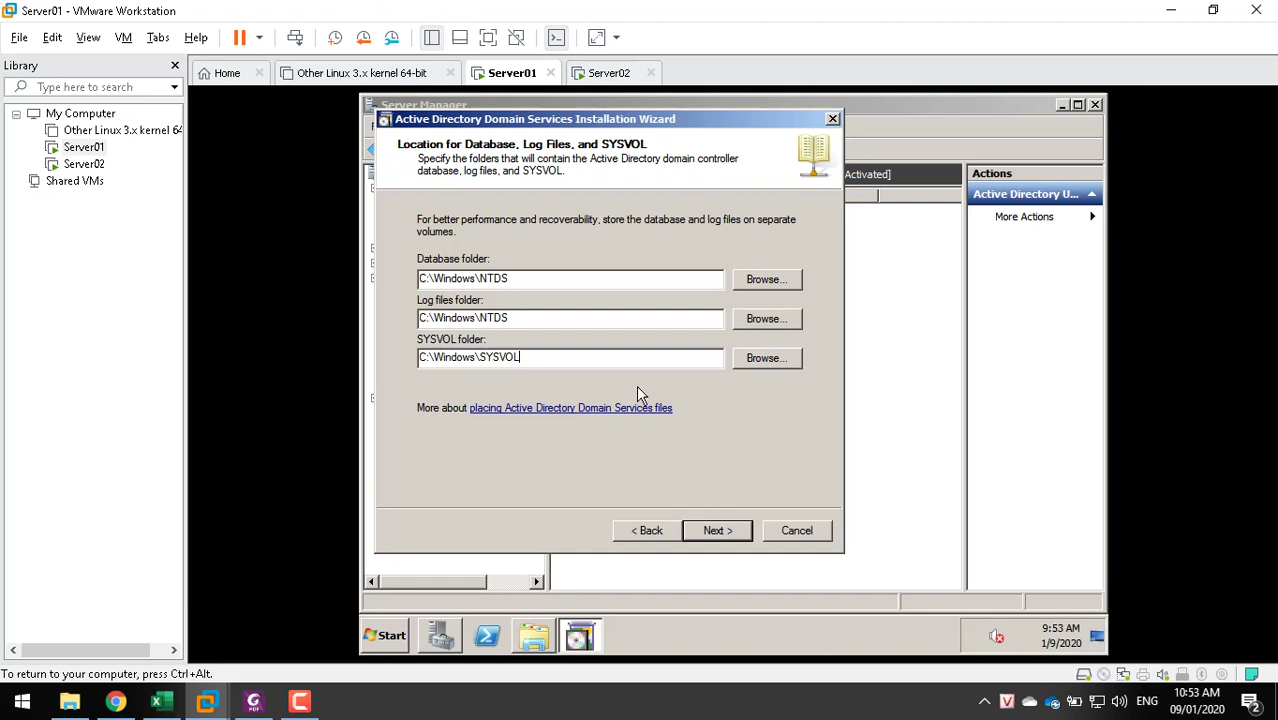 Server01 - VMware Workstation
File Edit View VM Tabs Help
Library
Home
Other Linux 3.x kernel 64-bit
Server01
Server02
Type here to search
My Computer
Other Linux 3.x kernel 64
Server01
Server02
Shared VMs
Server Manager
Active Directory Domain Services Installation Wizard
Location for Database, Log Files, and SYSVOL
Specify the folders that will contain the Active Directory domain controller
database, log files, and SYSVOL.
Activated]
Actions
Active Directory U...
More Actions
For better performance and recoverability, store the database and log files on separate
volumes.
Database folder:
C:\Windows\NTDS
Browse...
Log files folder:
C:\Windows\NTDS
Browse...
SYSVOL folder:
C:\Windows\SYSVOL
Browse...
More about placing Active Directory Domain Services files
< Back
Next >
Cancel
Start
9:53 AM
1/9/2020
To return to your computer, press Ctrl+Alt.
ENG
10:53 AM
09/01/2020
2